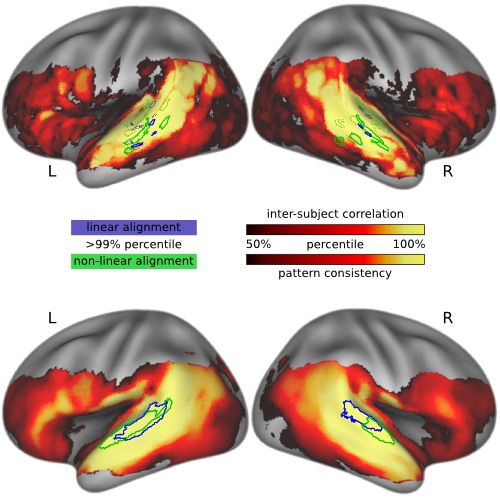 L
R
linear alignment
>99% percentile
non-linear alignment
inter-subject correlation
50% percentile 100%
pattern consistency
L
R